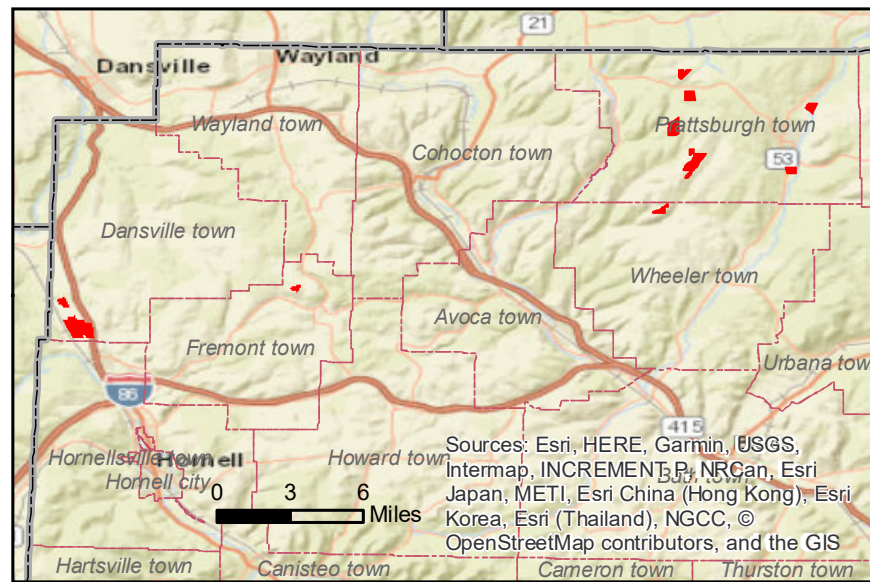 21
Dansville
Wayland
Wayland town
Prattsburgh town
Cohocton town
53
Dansville town
Wheeler town
Avoca town
Fremont town
Urbana tow
86
415
Hornellsville town
Hornell
Hornell city
Howard town
Bath town
0 3 6
Miles
Sources: Esri, HERE, Garmin, USGS,
Intermap, INCREMENT P, NRCan, Esri
Japan, METI, Esri China (Hong Kong), Esri
Korea, Esri (Thailand), NGCC, ©
OpenStreetMap contributors, and the GIS
Hartsville town
Canisteo town
Cameron town
Thurston town